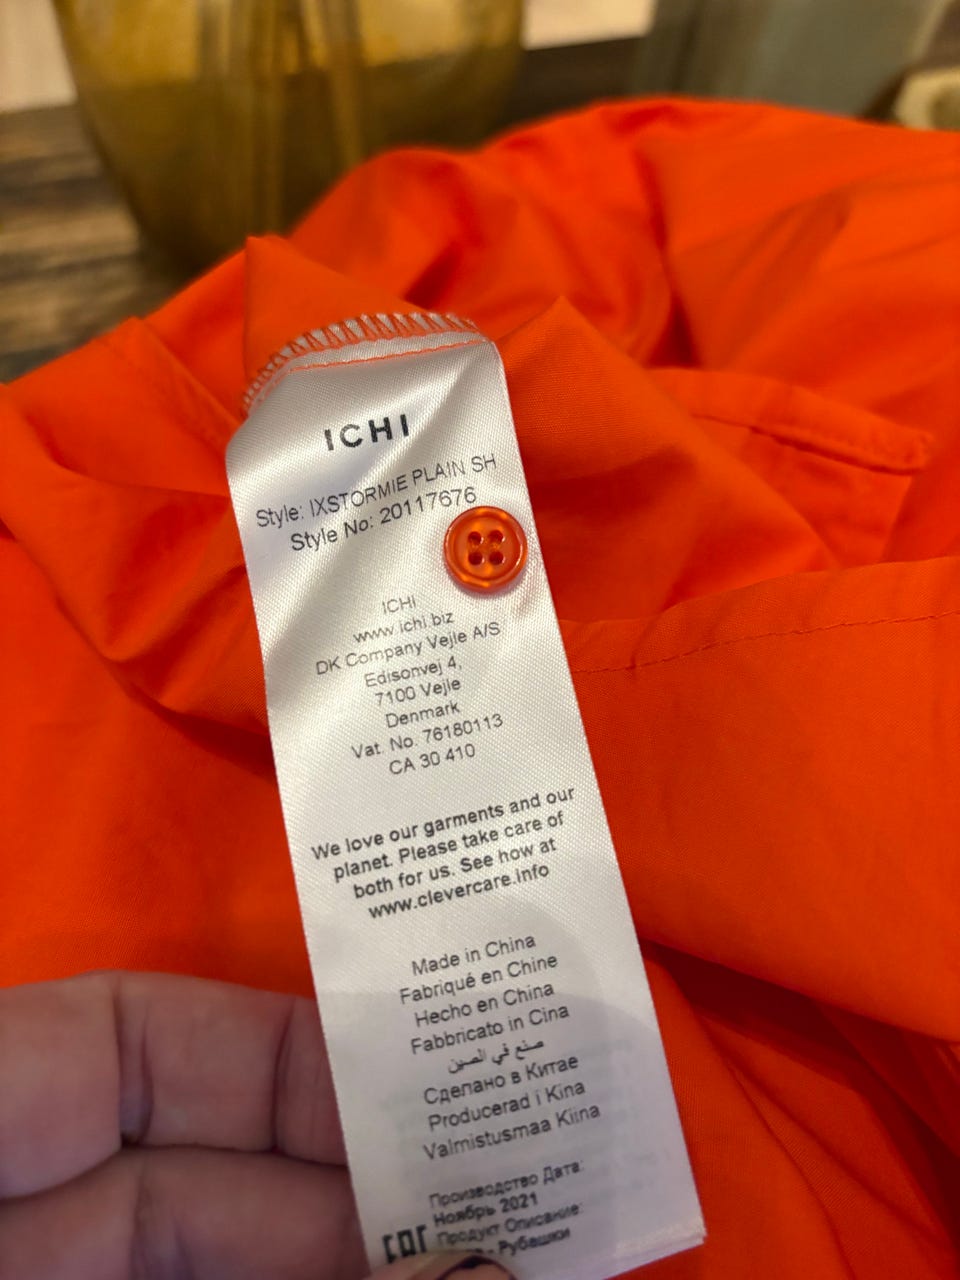 ICHI
Style: IXSTORMIE PLAIN SH
Style No: 20117676
ICHI
www.ichi.biz
DK Company Vejle A/S
Edisonvej 4,
7100 Vejle
Denmark
Vat. No. 76180113
CA 30 410
We love our garments and our
planet. Please take care of
both for us. See how at
www.clevercare.info
Made in China
Fabriqué en Chine
Hecho en China
Fabbricato in Cina
صنع في الصين
Сделано в Китае
Producerad i Kina
Valmistusmaa Kiina
Производство Дата:
Ноябрь 2021
Продукт Описание:
- Рубашки
EAC